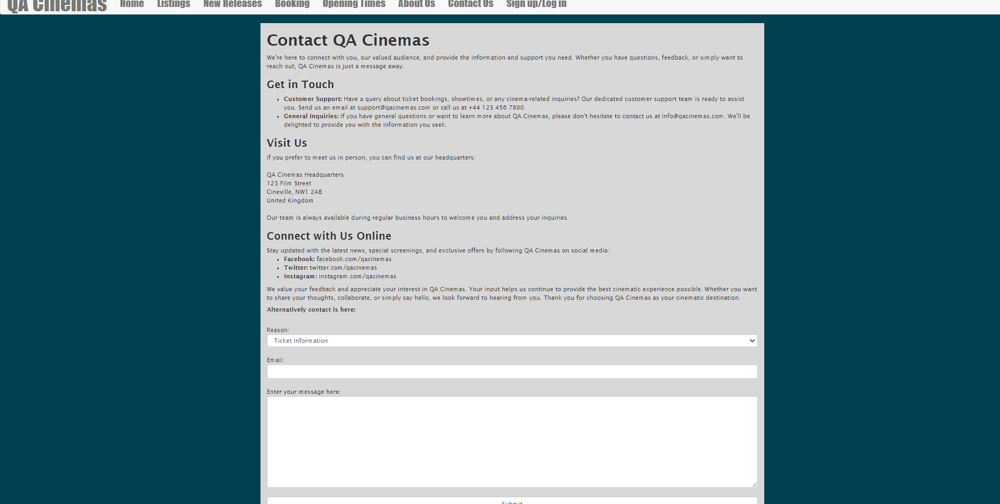 QA Cinemas Home Listings New Releases Booking Opening Times About Us Contact Us Sign up/Log in
Contact QA Cinemas
We're here to connect with you, our valued audience, and provide the information and support you need. Whether you have questions, feedback, or simply want to
reach out, QA Cinemas is just a message away.
Get in Touch
• Customer Support: Have a query about ticket bookings, showtimes, or any cinema-related inquiries? Our dedicated customer support team is ready to assist
you. Send us an email at support@qacinemas.com or call us at +44 123 456 7890.
• General Inquiries: If you have general questions or want to learn more about QA Cinemas, please don't hesitate to contact us at info@qacinemas.com. We'll be
delighted to provide you with the information you seek.
Visit Us
If you prefer to meet us in person, you can find us at our headquarters:
QA Cinemas Headquarters
123 Film Street
Cineville, NW1 2AB
United Kingdom
Our team is always available during regular business hours to welcome you and address your inquiries.
Connect with Us Online
Stay updated with the latest news, special screenings, and exclusive offers by following QA Cinemas on social media:
• Facebook: facebook.com/qacinemas
• Twitter: twitter.com/qacinemas
• Instagram: instagram.com/qacinemas
We value your feedback and appreciate your interest in QA Cinemas. Your input helps us continue to provide the best cinematic experience possible. Whether you want
to share your thoughts, collaborate, or simply say hello, we look forward to hearing from you. Thank you for choosing QA Cinemas as your cinematic destination.
Alternatively contact is here:
Reason:
Ticket Information
Email:
Enter your message here:
Submit